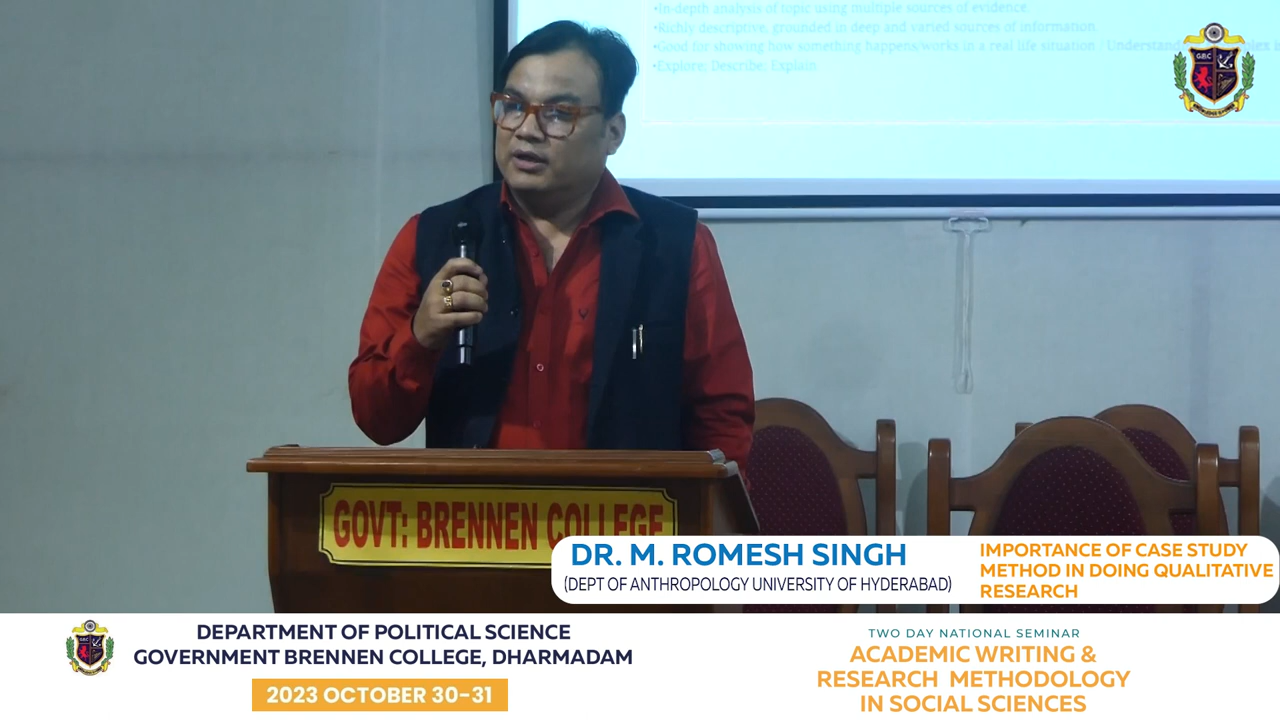 •In-depth analysis of topic using multiple sources of evidence.
•Richly descriptive, grounded in deep and varied sources of information.
•Good for showing how something happens/works in a real life situation / Understand
•Explore, Describe, Explain
GBC
GOVT: BRENNEN COLLEGE
DR. M. ROMESH SINGH
(DEPT OF ANTHROPOLOGY UNIVERSITY OF HYDERABAD)
IMPORTANCE OF CASE STUDY
METHOD IN DOING QUALITATIVE
RESEARCH
DEPARTMENT OF POLITICAL SCIENCE
GOVERNMENT BRENNEN COLLEGE, DHARMADAM
2023 OCTOBER 30-31
TWO DAY NATIONAL SEMINAR
ACADEMIC WRITING &
RESEARCH METHODOLOGY
IN SOCIAL SCIENCES